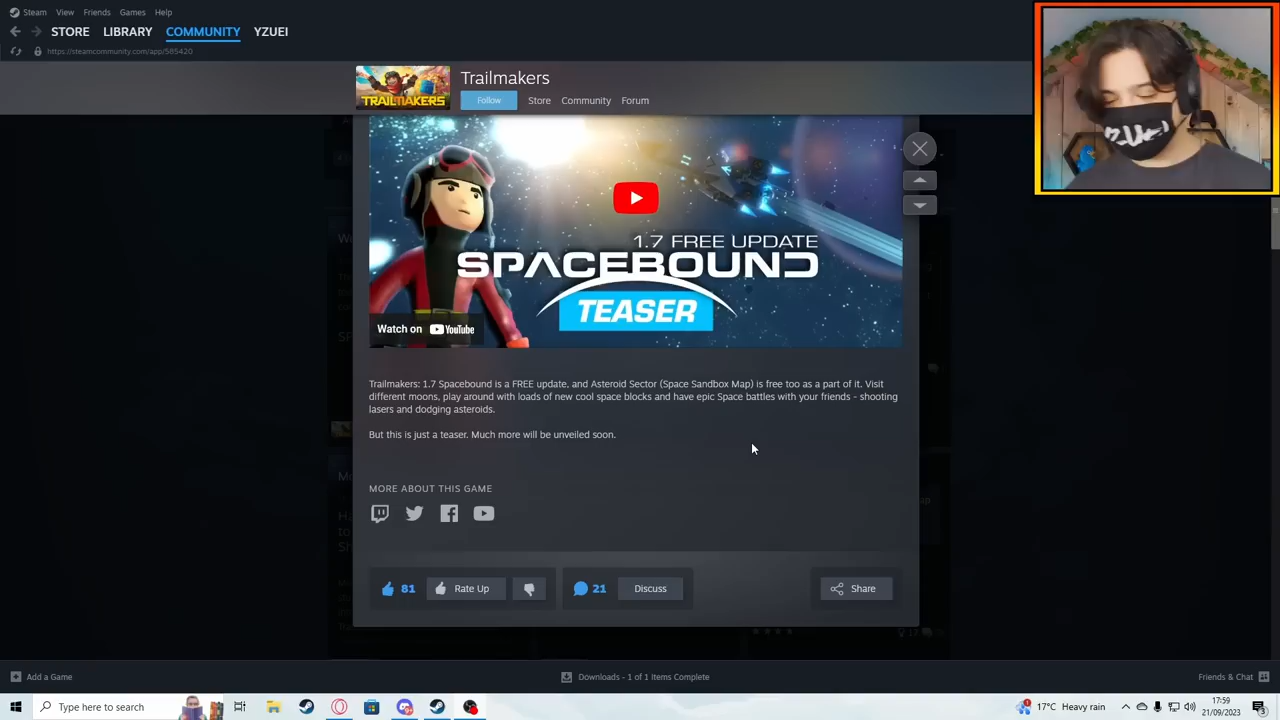 Steam View Friends Games Help
STORE LIBRARY COMMUNITY YZUEI
https://steamcommunity.com/app/585420
TRAILMAKERS
Trailmakers
Follow Store Community Forum
1.7 FREE UPDATE
SPACEBOUND
TEASER
Watch on YouTube
Trailmakers: 1.7 Spacebound is a FREE update, and Asteroid Sector (Space Sandbox Map) is free too as a part of it. Visit
different moons, play around with loads of new cool space blocks and have epic Space battles with your friends - shooting
lasers and dodging asteroids.
But this is just a teaser. Much more will be unveiled soon.
MORE ABOUT THIS GAME
81 Rate Up 21 Discuss Share
Add a Game Downloads - 1 of 1 Items Complete Friends & Chat
Type here to search 17°C Heavy rain 17:59
21/09/2023 3